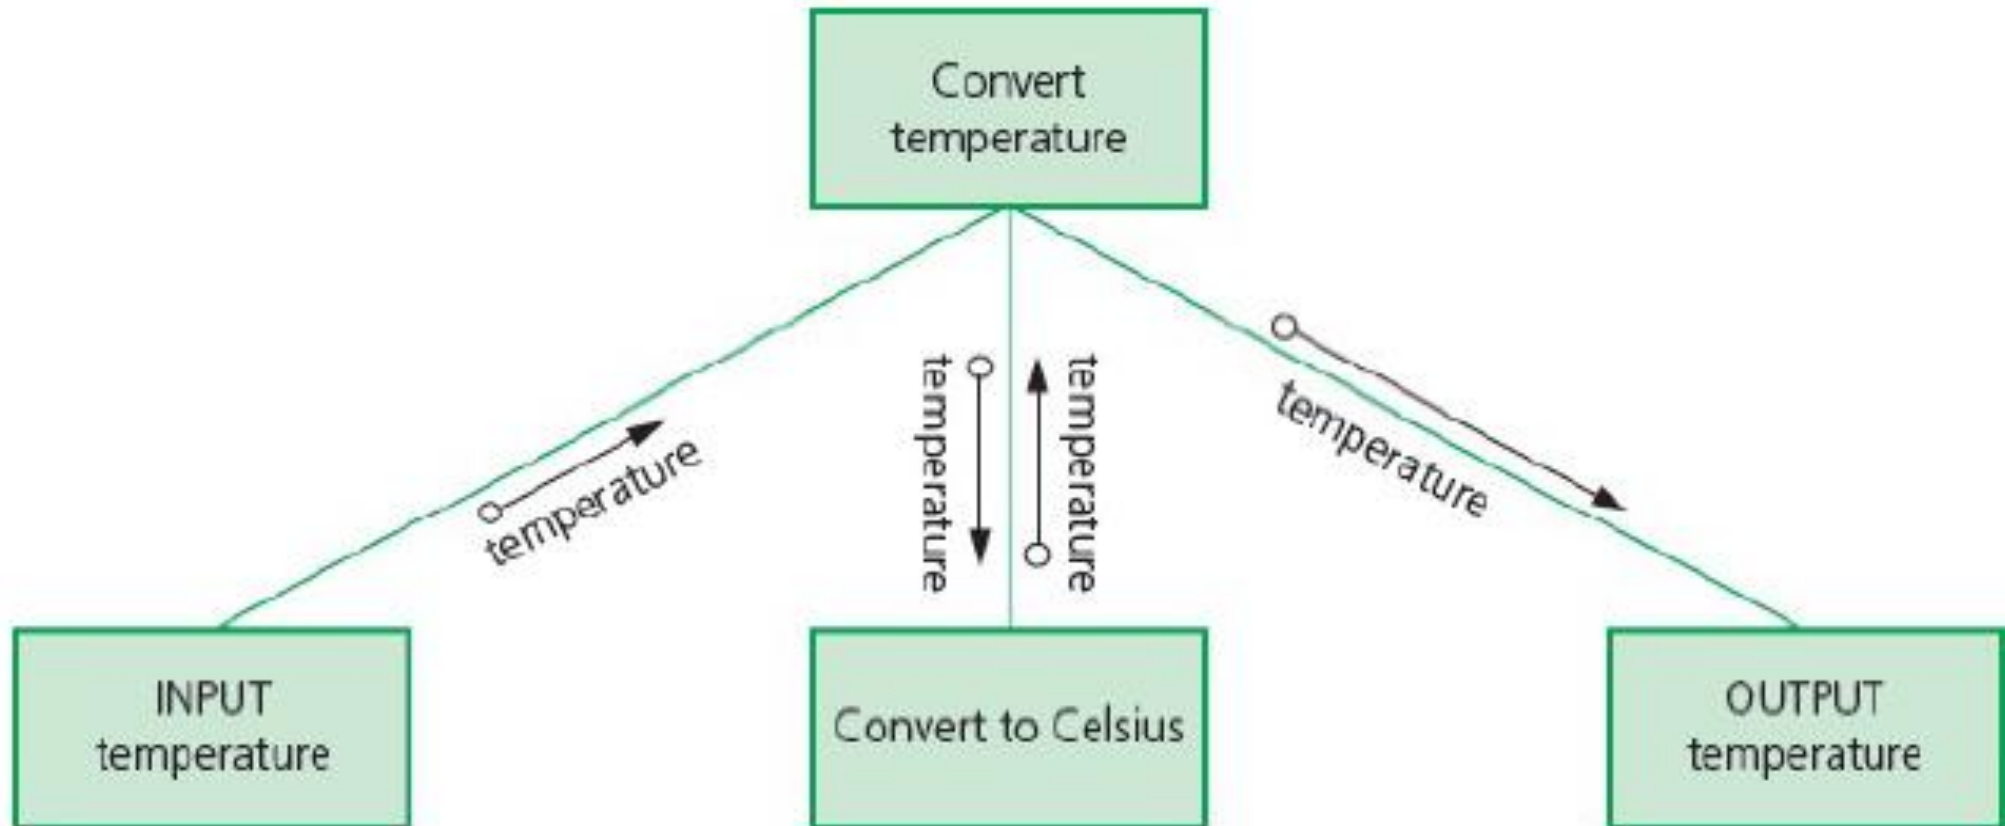 Convert
temperature
temperature
temperature
temperature
temperature
INPUT
temperature
Convert to Celsius
OUTPUT
temperature